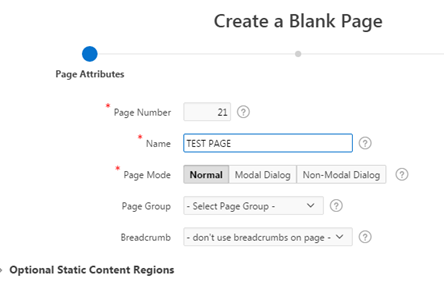 Create a Blank Page
Page Attributes
* Page Number 21 ?
* Name TEST PAGE ?
* Page Mode Normal Modal Dialog Non-Modal Dialog ?
Page Group - Select Page Group - ?
Breadcrumb - don't use breadcrumbs on page - ?
Optional Static Content Regions